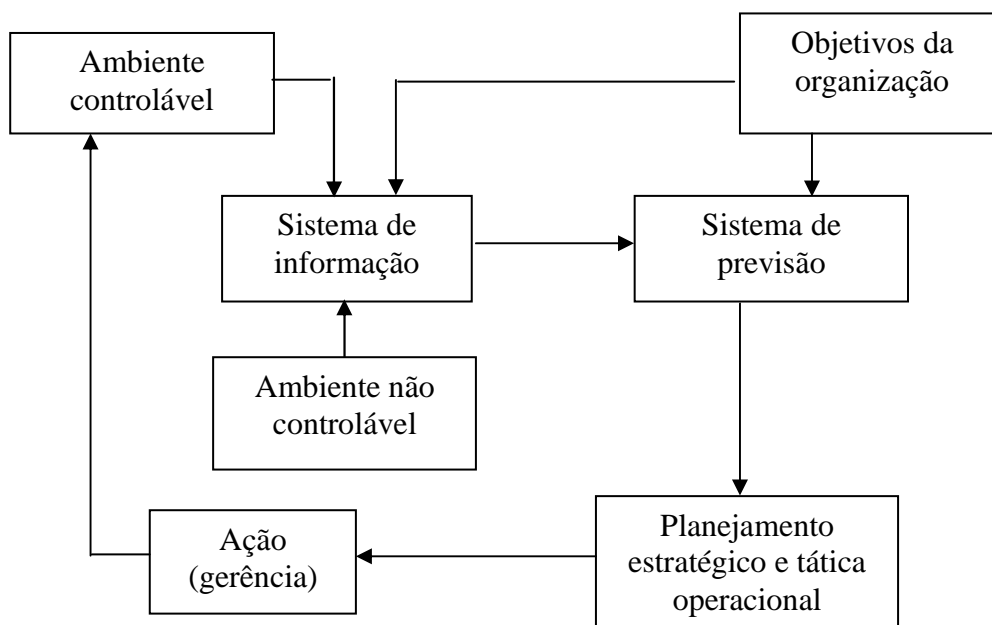 Ambiente
controlável
Objetivos da
organização
Sistema de
informação
Sistema de
previsão
Ambiente não
controlável
Ação
(gerência)
Planejamento
estratégico e tática
operacional